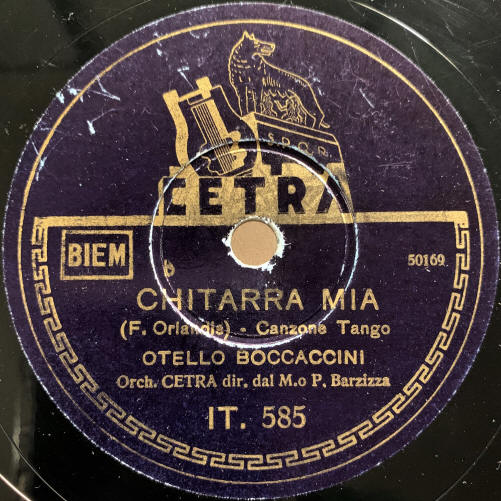 S.P.Q.R
CETRA
BIEM
50169
CHITARRA MIA
(F. Orlandis) - Canzone Tango
OTELLO BOCCACCINI
Orch. CETRA dir. dal M.o P. Barzizza
IT. 585